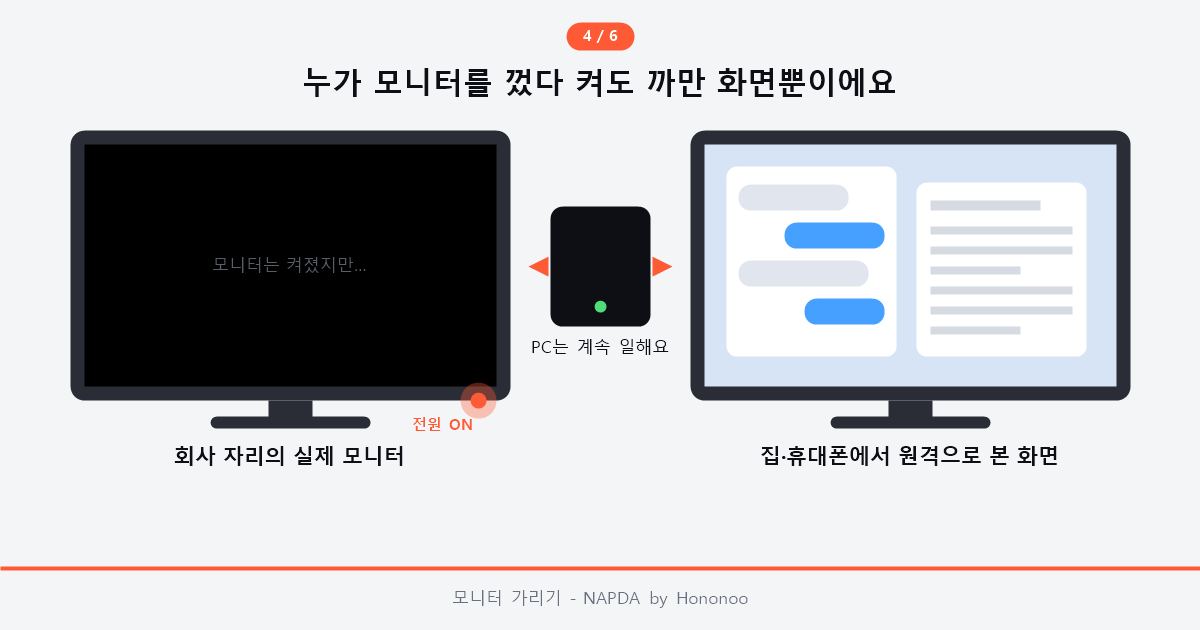 4 / 6
누가 모니터를 껐다 켜도 까만 화면뿐이에요
모니터는 켜졌지만...
PC는 계속 일해요
전원 ON
회사 자리의 실제 모니터
집·휴대폰에서 원격으로 본 화면
모니터 가리기 - NAPDA by Hononoo